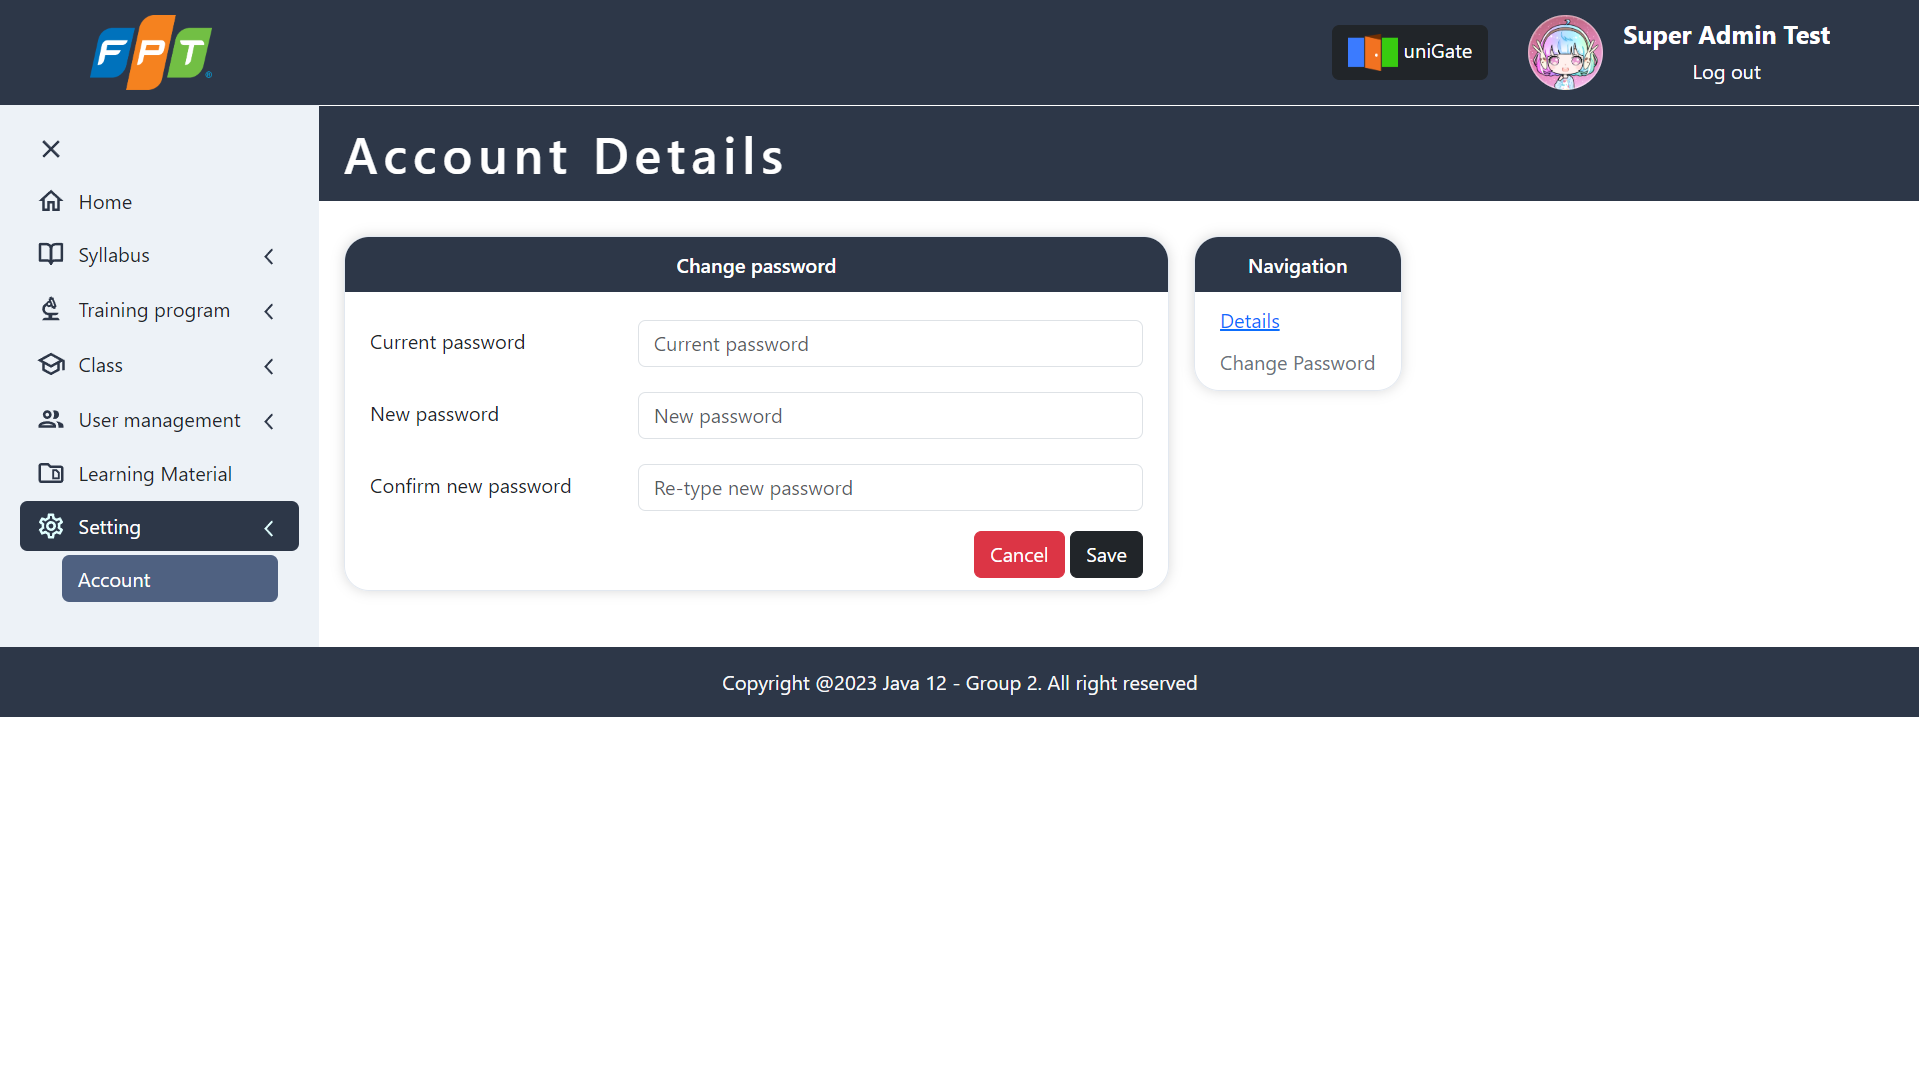 FPT
uniGate
Super Admin Test
Log out
Home
Syllabus
Training program
Class
User management
Learning Material
Setting
Account
Account Details
Change password
Current password
Current password
New password
New password
Confirm new password
Re-type new password
Cancel Save
Navigation
Details
Change Password
Copyright @2023 Java 12 - Group 2. All right reserved